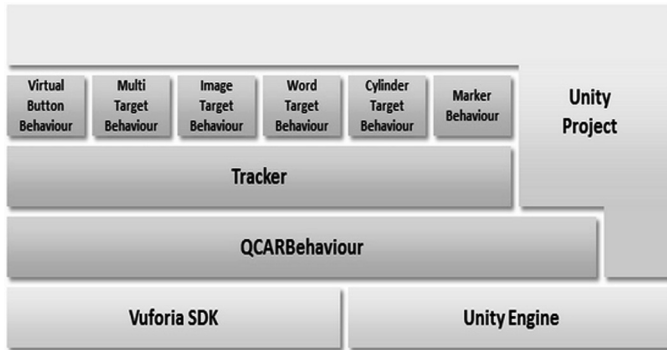 Virtual
Button
Behaviour
Multi
Target
Behaviour
Image
Target
Behaviour
Word
Target
Behaviour
Cylinder
Target
Behaviour
Marker
Behaviour
Unity
Project
Tracker
QCARBehaviour
Vuforia SDK
Unity Engine